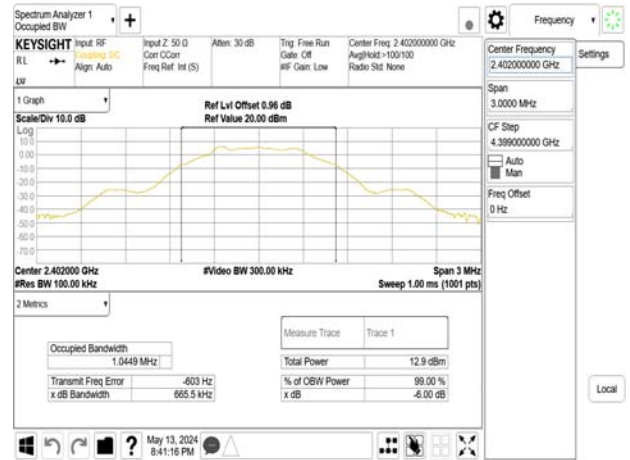 Spectrum Analyzer 1
Occupied BW
Frequency
KEYSIGHT
Input: RF
Coupling: DC
Align: Auto
Input Z: 50 Ω
Corr CCorr
Freq Ref: Int (S)
Atten: 30 dB
Trig: Free Run
Gate: Off
#IF Gain: Low
Center Freq: 2.402000000 GHz
Avg|Hold:>100/100
Radio Std: None
RL
Center Frequency
2.402000000 GHz
Settings
Span
3.0000 MHz
CF Step
4.399000000 GHz
Auto
Man
Freq Offset
0 Hz
Local
1 Graph
Scale/Div 10.0 dB
Ref Lvl Offset 0.96 dB
Ref Value 20.00 dBm
Log
10.0
0.00
-10.0
-20.0
-30.0
-40.0
-50.0
-60.0
-70.0
Center 2.402000 GHz
#Res BW 100.00 kHz
#Video BW 300.00 kHz
Span 3 MHz
Sweep 1.00 ms (1001 pts)
2 Metrics
Measure Trace
Trace 1
Occupied Bandwidth
1.0449 MHz
Total Power
12.9 dBm
Transmit Freq Error
-603 Hz
% of OBW Power
99.00 %
x dB Bandwidth
665.5 kHz
x dB
-6.00 dB
May 13, 2024
8:41:16 PM